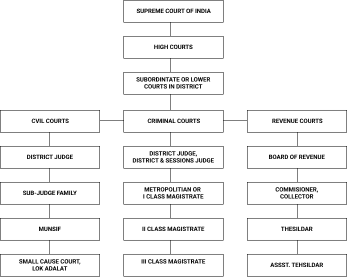 SUPREME COURT OF INDIA
HIGH COURTS
SUBORDINTATE OR LOWER
COURTS IN DISTRICT
CVIL COURTS
CRIMINAL COURTS
REVENUE COURTS
DISTRICT JUDGE
DISTRICT JUDGE,
DISTRICT & SESSIONS JUDGE
BOARD OF REVENUE
SUB-JUDGE FAMILY
METROPOLITIAN OR
I CLASS MAGISTRATE
COMMISIONER,
COLLECTOR
MUNSIF
II CLASS MAGISTRATE
THESILDAR
SMALL CAUSE COURT,
LOK ADALAT
III CLASS MAGISTRATE
ASSST. TEHSILDAR